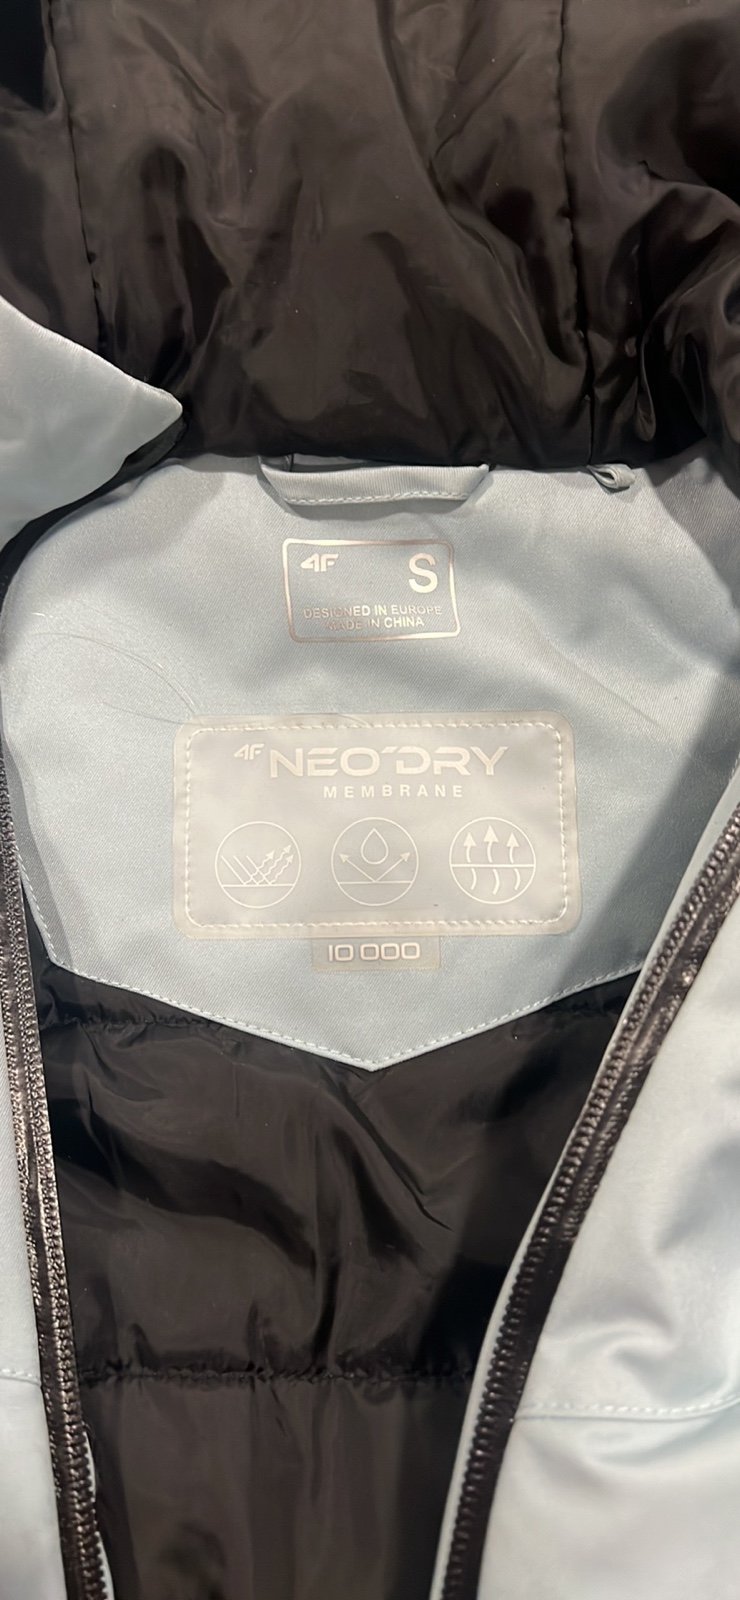 4F S
DESIGNED IN EUROPE
MADE IN CHINA
4F NEO'DRY
MEMBRANE
10 000